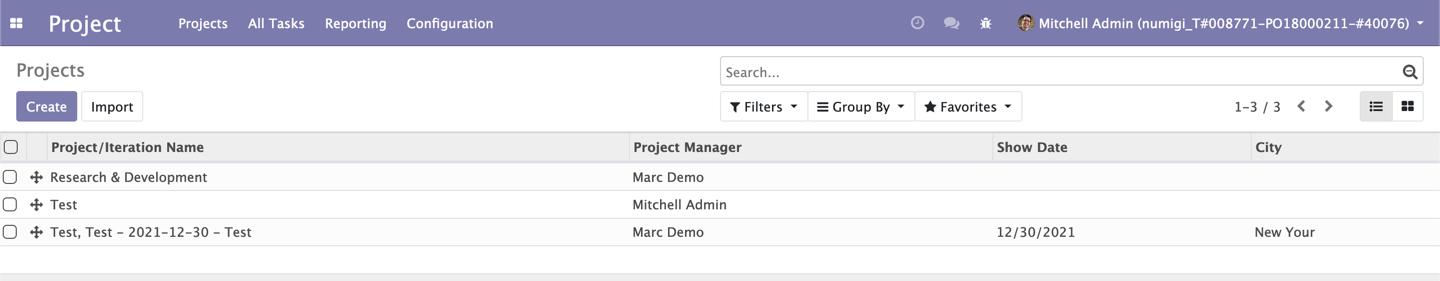 Project Projects All Tasks Reporting Configuration Mitchell Admin (numigi_T#008771-PO18000211-#40076)
Projects Search...
Create Import Filters Group By Favorites 1-3 / 3
Project/Iteration Name Project Manager Show Date City
Research & Development Marc Demo
Test Mitchell Admin
Test, Test - 2021-12-30 - Test Marc Demo 12/30/2021 New Your